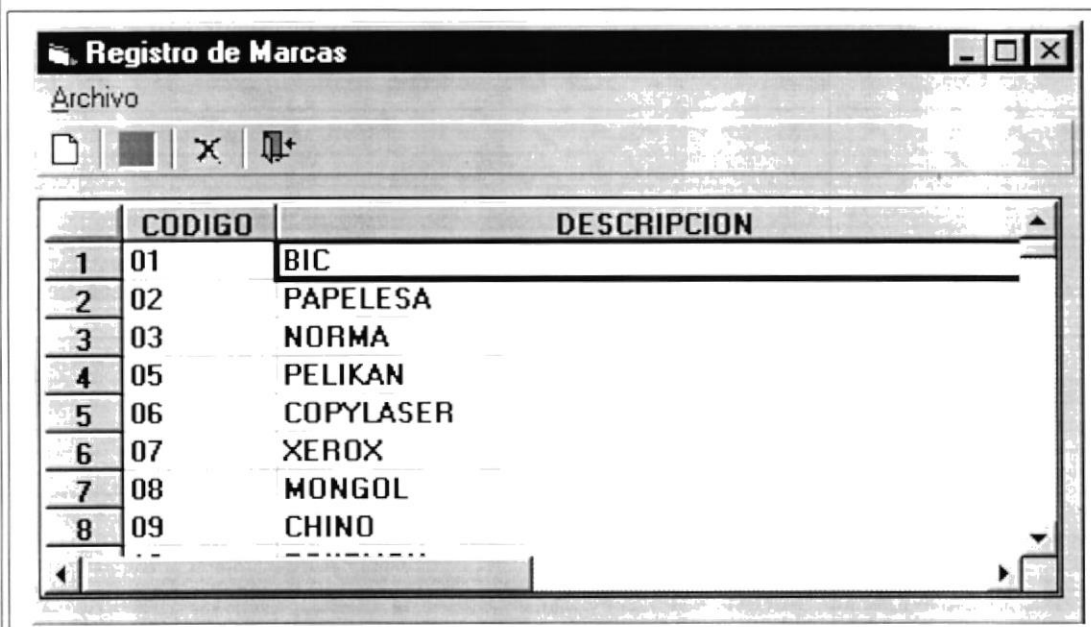 Registro de Marcas
Archivo
CODIGO DESCRIPCION
1 01 BIC
2 02 PAPELESA
3 03 NORMA
4 05 PELIKAN
5 06 COPYLASER
6 07 XEROX
7 08 MONGOL
8 09 CHINO